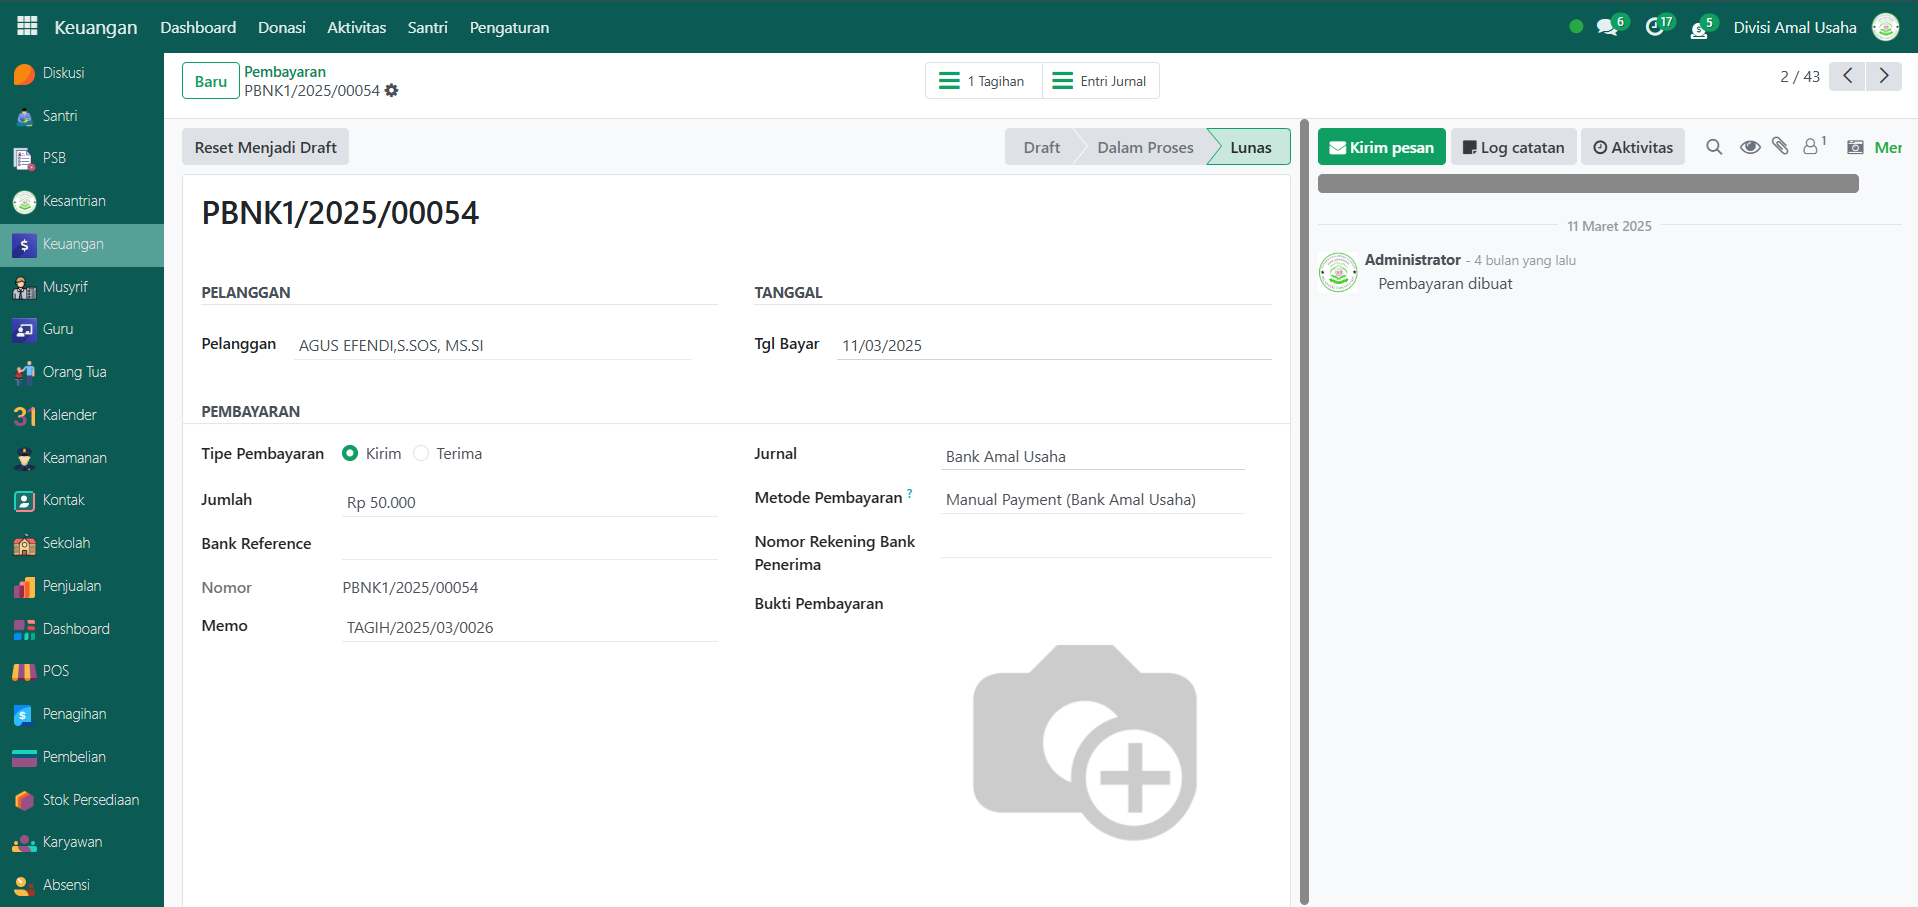 Keuangan
Dashboard
Donasi
Aktivitas
Santri
Pengaturan
6
17
5
Divisi Amal Usaha
Diskusi
Santri
PSB
Kesantrian
Keuangan
Musyrif
Guru
Orang Tua
31 Kalender
Keamanan
Kontak
Sekolah
Penjualan
Dashboard
POS
Penagihan
Pembelian
Stok Persediaan
Karyawan
Absensi
Baru
Pembayaran
PBNK1/2025/00054
1 Tagihan
Entri Jurnal
2 / 43
Reset Menjadi Draft
Draft
Dalam Proses
Lunas
PBNK1/2025/00054
PELANGGAN
Pelanggan
AGUS EFENDI,S.SOS, MS.SI
TANGGAL
Tgl Bayar
11/03/2025
PEMBAYARAN
Tipe Pembayaran
Kirim
Terima
Jumlah
Rp 50.000
Bank Reference
Nomor
PBNK1/2025/00054
Memo
TAGIH/2025/03/0026
Jurnal
Bank Amal Usaha
Metode Pembayaran ?
Manual Payment (Bank Amal Usaha)
Nomor Rekening Bank
Penerima
Bukti Pembayaran
Kirim pesan
Log catatan
Aktivitas
1
Mer
11 Maret 2025
Administrator - 4 bulan yang lalu
Pembayaran dibuat